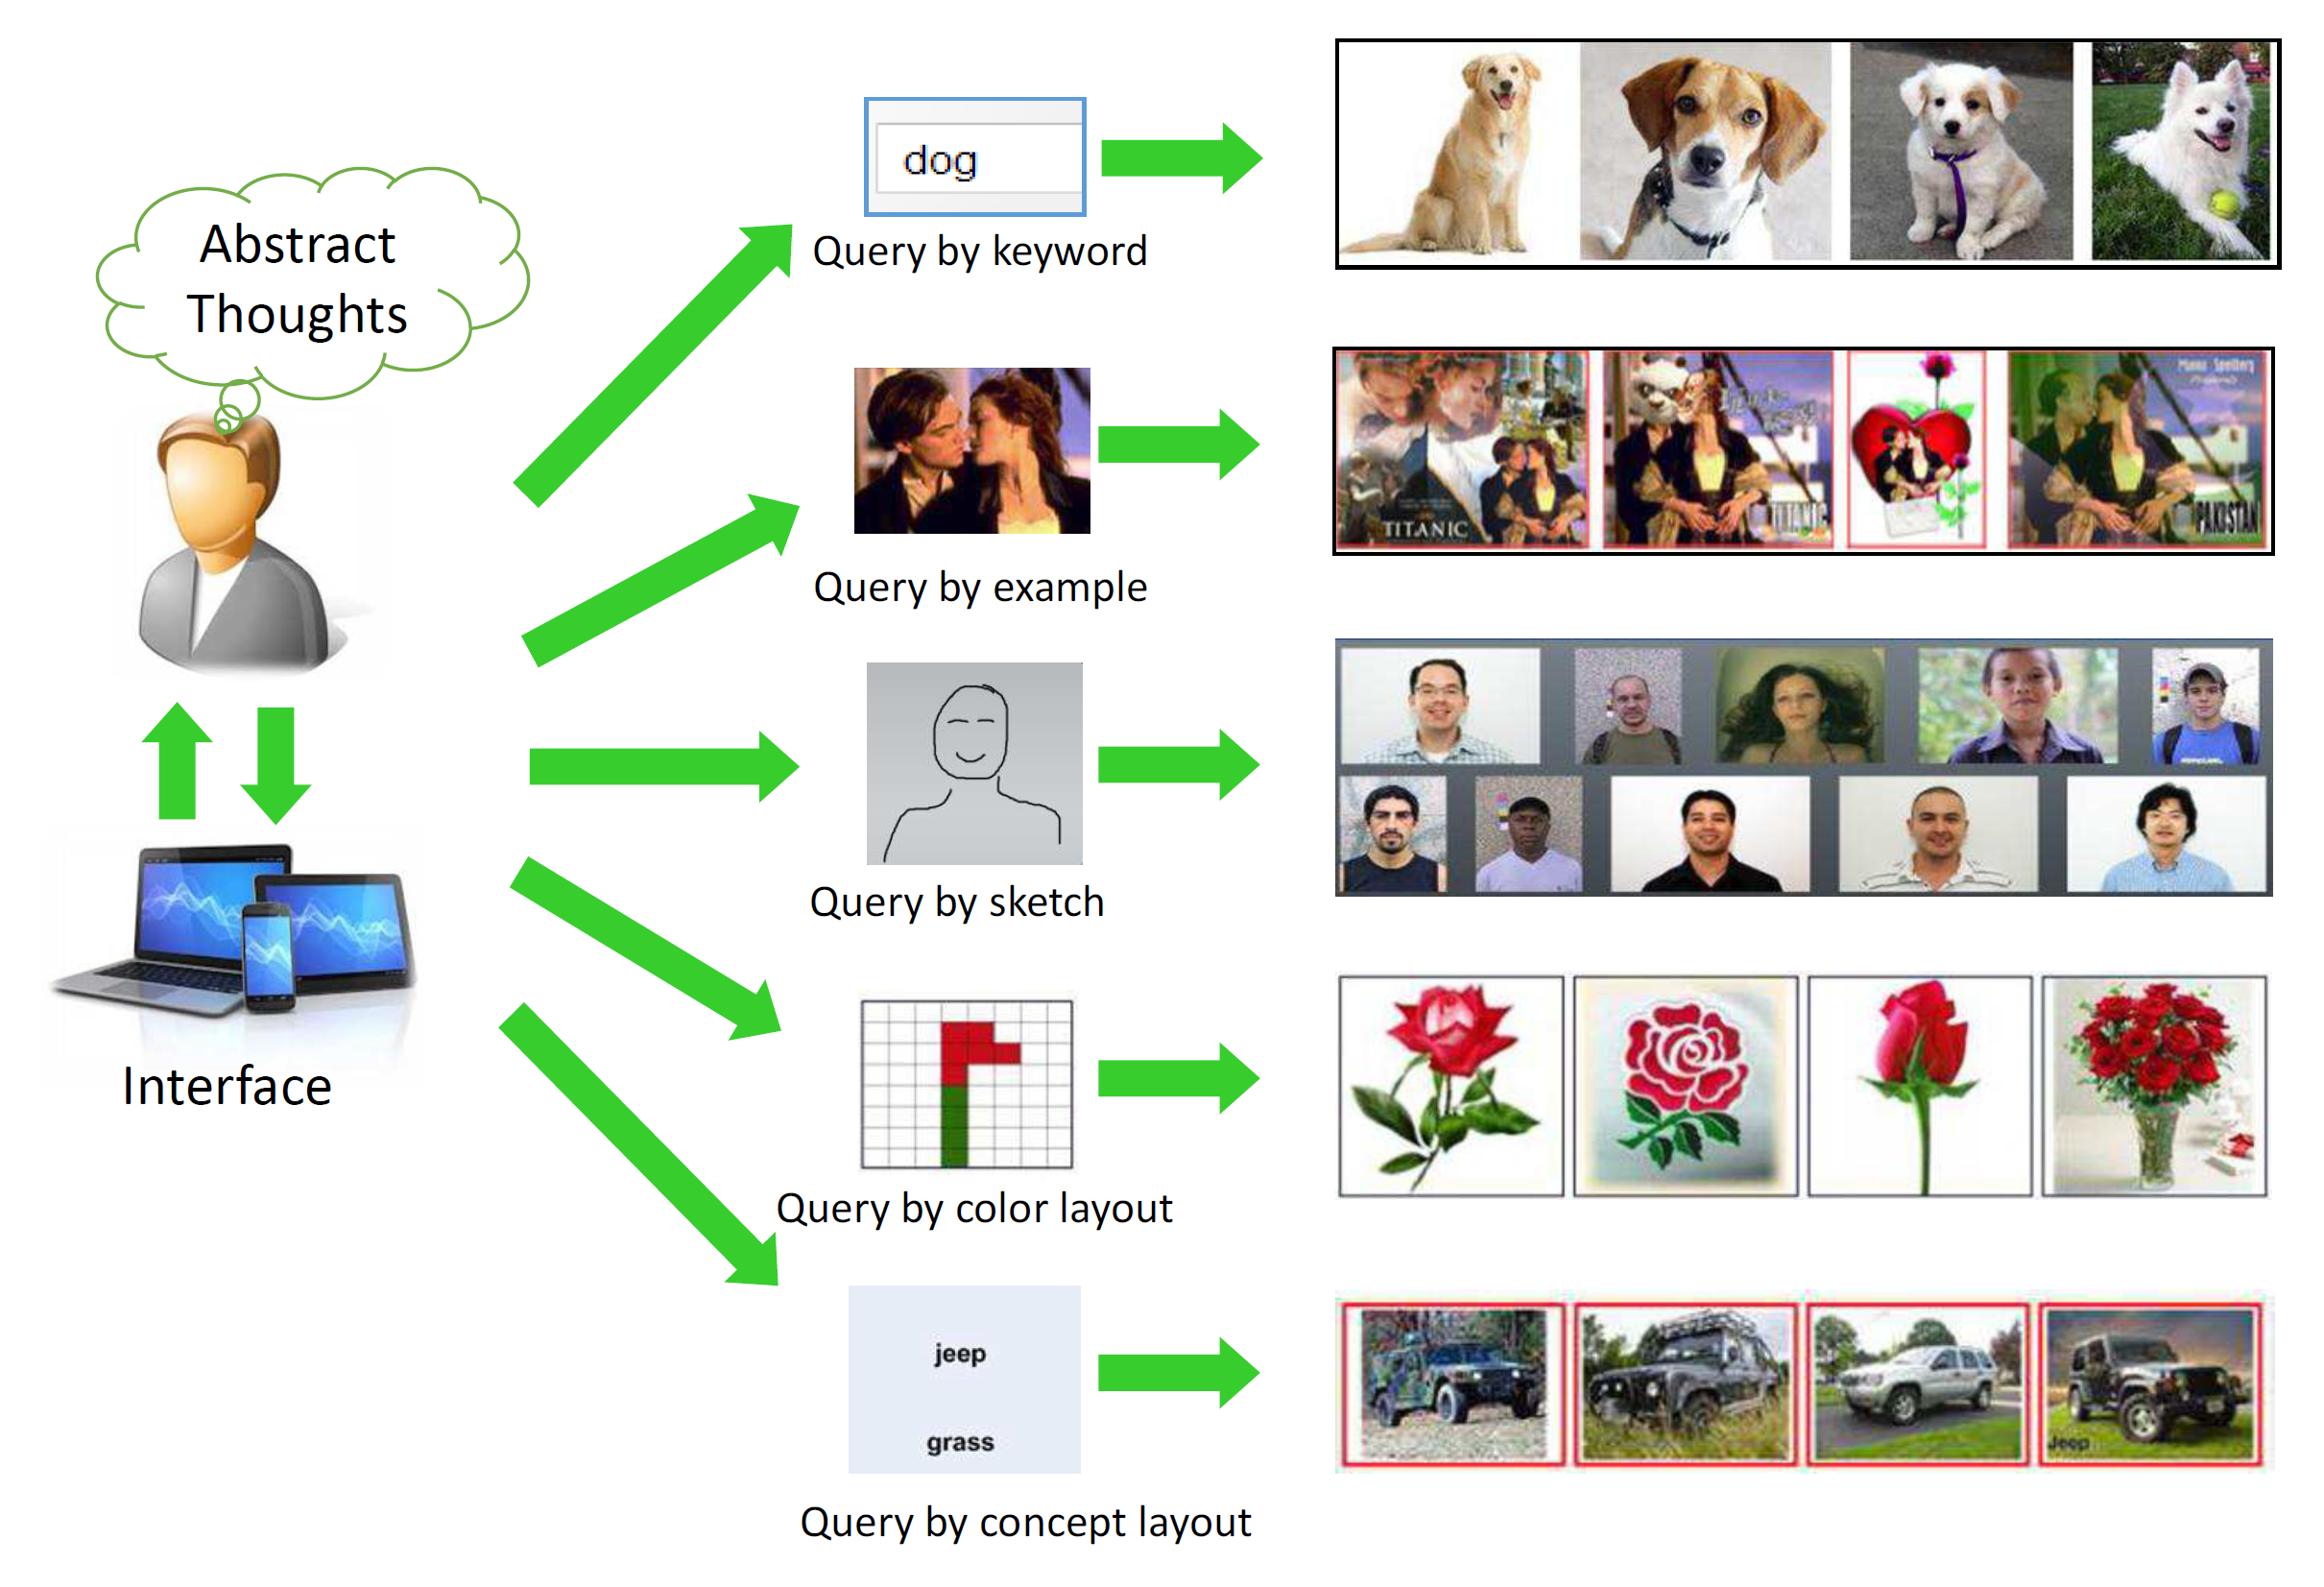 Abstract
Thoughts
Interface
dog
Query by keyword
Query by example
TITANIC
TITANIC
PAKISTAN
Query by sketch
Query by color layout
jeep
grass
Query by concept layout
Jeep